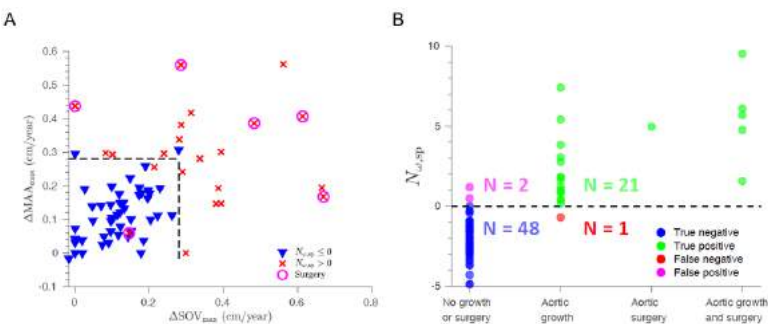 A
0.6
0.5
0.4
0.3
0.2
0.1
0
-0.1
ΔMAAmax (cm/year)
0
0.2
0.4
0.6
0.8
ΔSOVmax (cm/year)
Nω,sp ≤ 0
Nω,sp > 0
Surgery
B
10
5
0
-5
Nω,sp
N = 2
N = 21
N = 48
N = 1
True negative
True positive
False negative
False positive
No growth
or surgery
Aortic
growth
Aortic
surgery
Aortic growth
and surgery